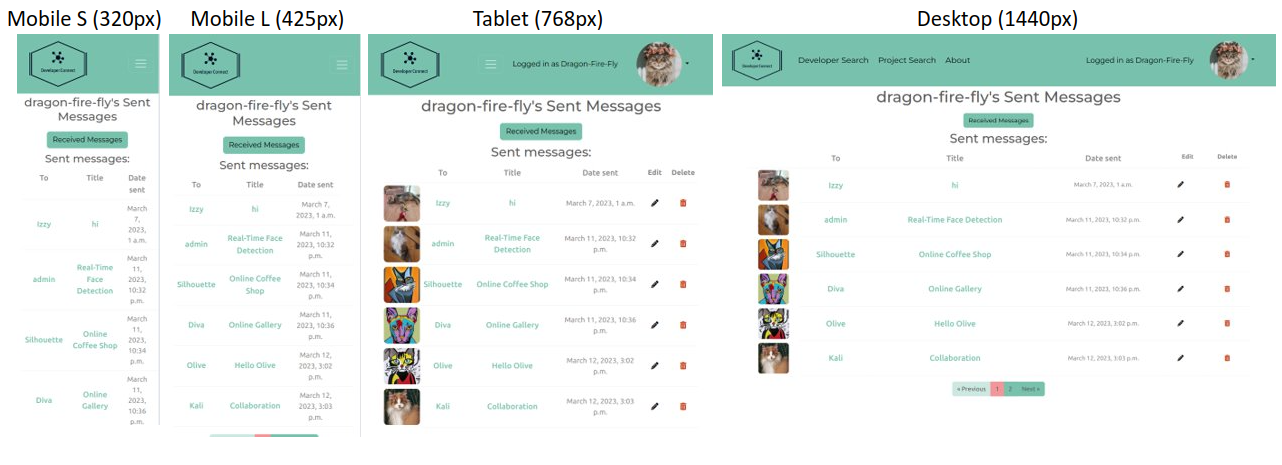 Mobile S (320px)
Developer Connect
dragon-fire-fly's Sent
Messages
Received Messages
Sent messages:
To Title Date
sent
Izzy hi March
7,
2023,
1 a.m.
admin Real-Time
Face
Detection March
11,
2023,
10:32
p.m.
Silhouette Online
Coffee Shop March
11,
2023,
10:34
p.m.
Diva Online
Gallery March
11,
2023,
10:36
p.m.
Mobile L (425px)
Developer Connect
dragon-fire-fly's Sent
Messages
Received Messages
Sent messages:
To Title Date sent
Izzy hi March 7,
2023, 1 a.m.
admin Real-Time Face
Detection March 11,
2023, 10:32
p.m.
Silhouette Online Coffee
Shop March 11,
2023, 10:34
p.m.
Diva Online Gallery March 11,
2023, 10:36
p.m.
Olive Hello Olive March 12,
2023, 3:02
p.m.
Kali Collaboration March 12,
2023, 3:03
p.m.
Tablet (768px)
Developer Connect
Logged in as Dragon-Fire-Fly
dragon-fire-fly's Sent Messages
Received Messages
Sent messages:
To Title Date sent Edit Delete
Izzy hi March 7, 2023, 1 a.m.
admin Real-Time Face
Detection March 11, 2023, 10:32
p.m.
Silhouette Online Coffee Shop March 11, 2023, 10:34
p.m.
Diva Online Gallery March 11, 2023, 10:36
p.m.
Olive Hello Olive March 12, 2023, 3:02
p.m.
Kali Collaboration March 12, 2023, 3:03
p.m.
Desktop (1440px)
Developer Connect
Developer Search Project Search About Logged in as Dragon-Fire-Fly
dragon-fire-fly's Sent Messages
Received Messages
Sent messages:
To Title Date sent Edit Delete
Izzy hi March 7, 2023, 1 a.m.
admin Real-Time Face Detection March 11, 2023, 10:32 p.m.
Silhouette Online Coffee Shop March 11, 2023, 10:34 p.m.
Diva Online Gallery March 11, 2023, 10:36 p.m.
Olive Hello Olive March 12, 2023, 3:02 p.m.
Kali Collaboration March 12, 2023, 3:03 p.m.
« Previous 1 2 Next »